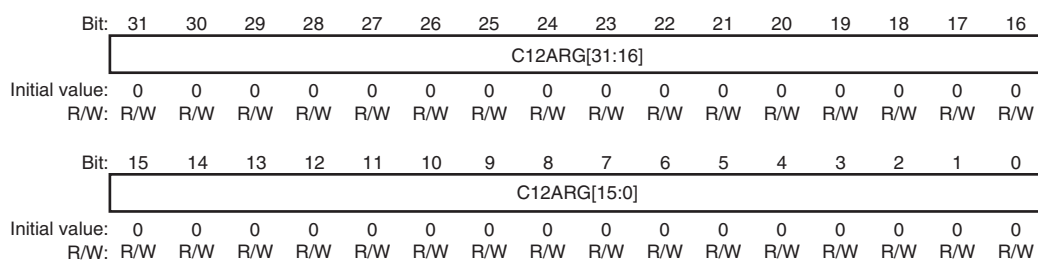 Bit: 31 30 29 28 27 26 25 24 23 22 21 20 19 18 17 16
C12ARG[31:16]
Initial value: 0 0 0 0 0 0 0 0 0 0 0 0 0 0 0 0
R/W: R/W R/W R/W R/W R/W R/W R/W R/W R/W R/W R/W R/W R/W R/W R/W R/W
Bit: 15 14 13 12 11 10 9 8 7 6 5 4 3 2 1 0
C12ARG[15:0]
Initial value: 0 0 0 0 0 0 0 0 0 0 0 0 0 0 0 0
R/W: R/W R/W R/W R/W R/W R/W R/W R/W R/W R/W R/W R/W R/W R/W R/W R/W